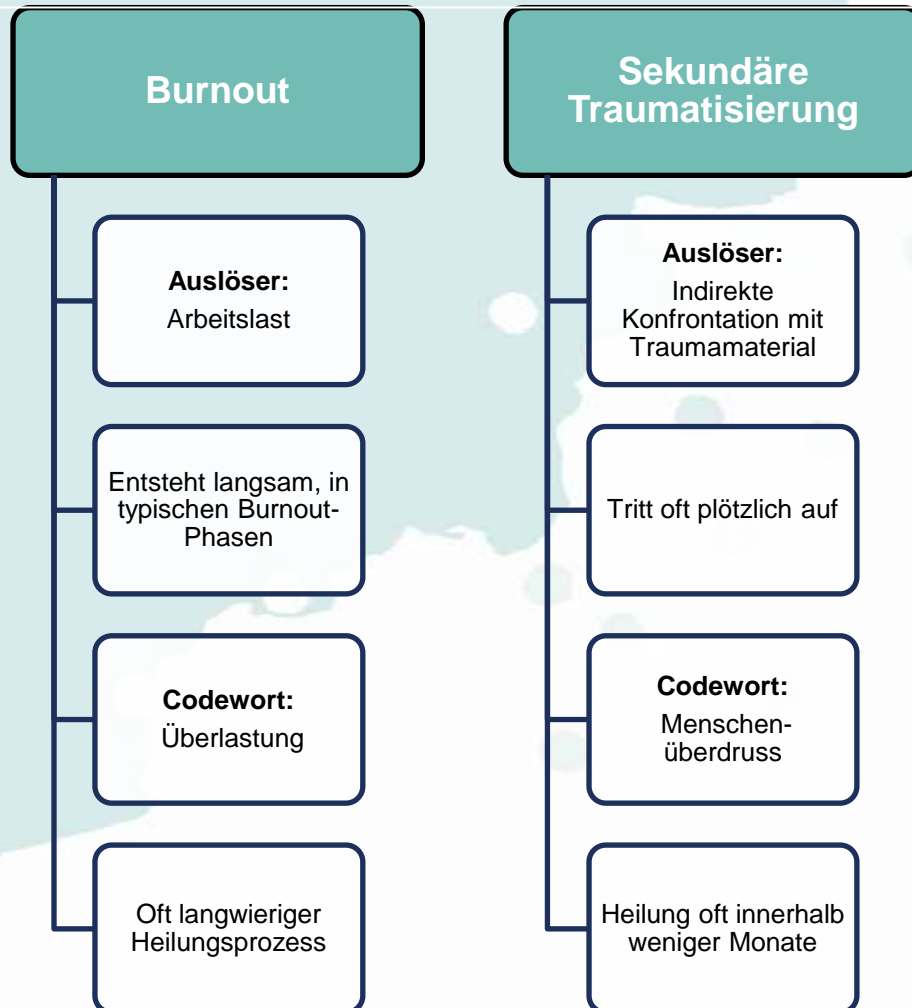 Burnout
Auslöser:
Arbeitslast
Entsteht langsam, in
typischen Burnout-
Phasen
Codewort:
Überlastung
Oft langwieriger
Heilungsprozess
Sekundäre
Traumatisierung
Auslöser:
Indirekte
Konfrontation mit
Traumamaterial
Tritt oft plötzlich auf
Codewort:
Menschen-
überdruss
Heilung oft innerhalb
weniger Monate